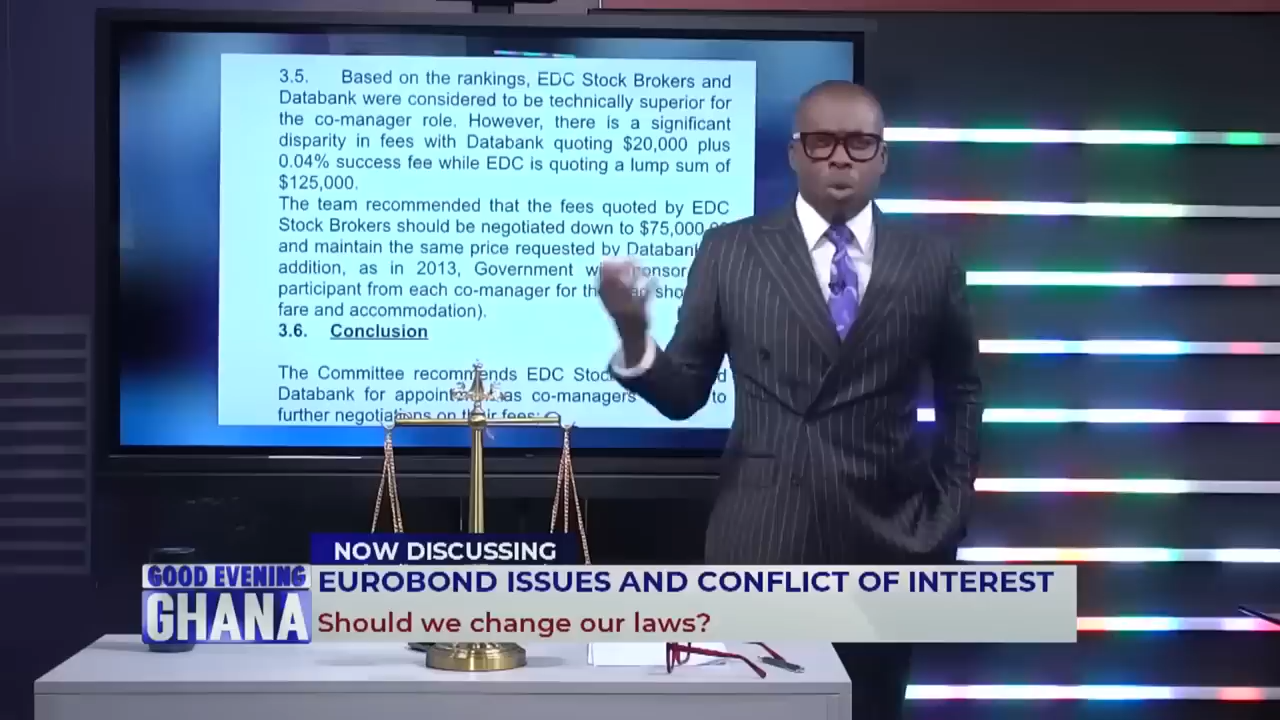 3.5. Based on the rankings, EDC Stock Brokers and
Databank were considered to be technically superior for
the co-manager role. However, there is a significant
disparity in fees with Databank quoting $20,000 plus
0.04% success fee while EDC is quoting a lump sum of
$125,000.
The team recommended that the fees quoted by EDC
Stock Brokers should be negotiated down to $75,000
and maintain the same price requested by Databank
addition, as in 2013, Government
participant from each co-manager for
fare and accommodation).
3.6. Conclusion
The Committee recommends EDC
Databank for as co-managers to
further negotiations on their fees:
NOW DISCUSSING
GOOD EVENING
GHANA
EUROBOND ISSUES AND CONFLICT OF INTEREST
Should we change our laws?